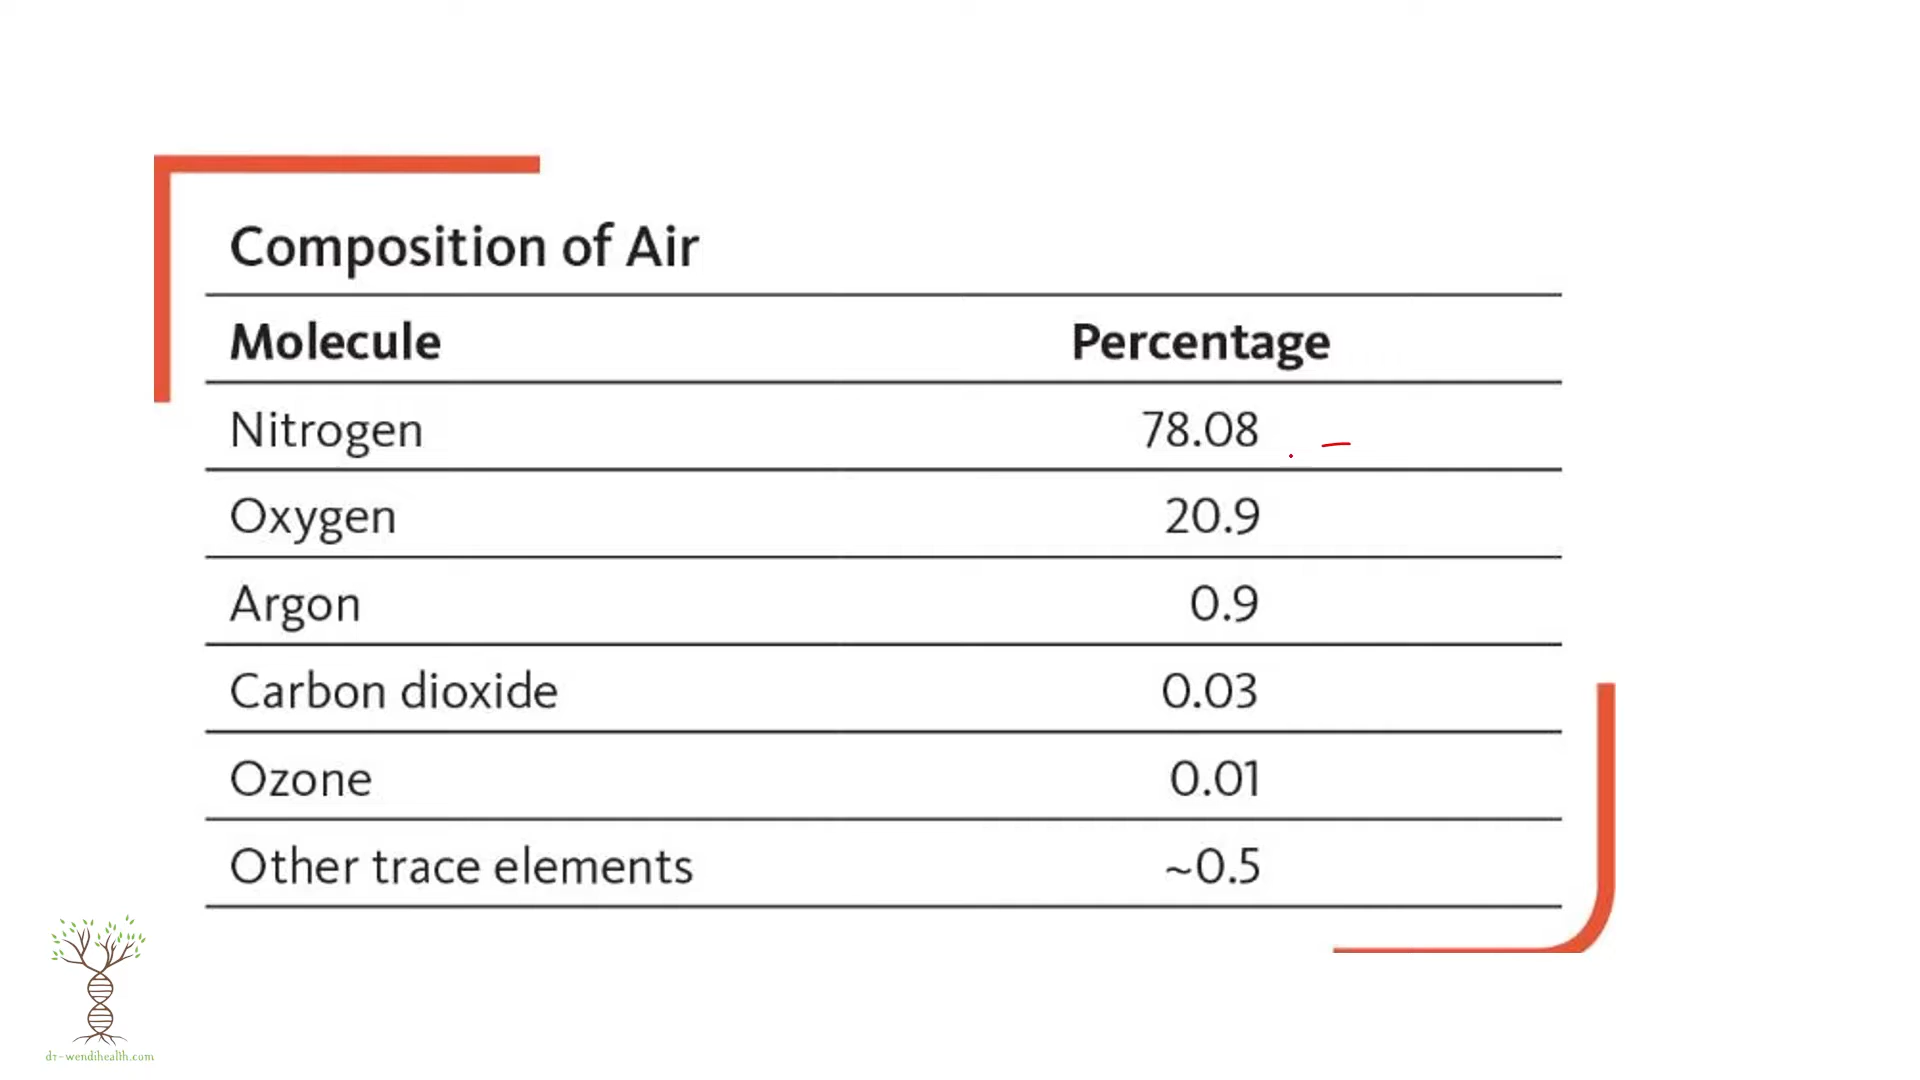 Composition of Air
Molecule Percentage
Nitrogen 78.08
Oxygen 20.9
Argon 0.9
Carbon dioxide 0.03
Ozone 0.01
Other trace elements ~0.5
dr-wendihealth.com